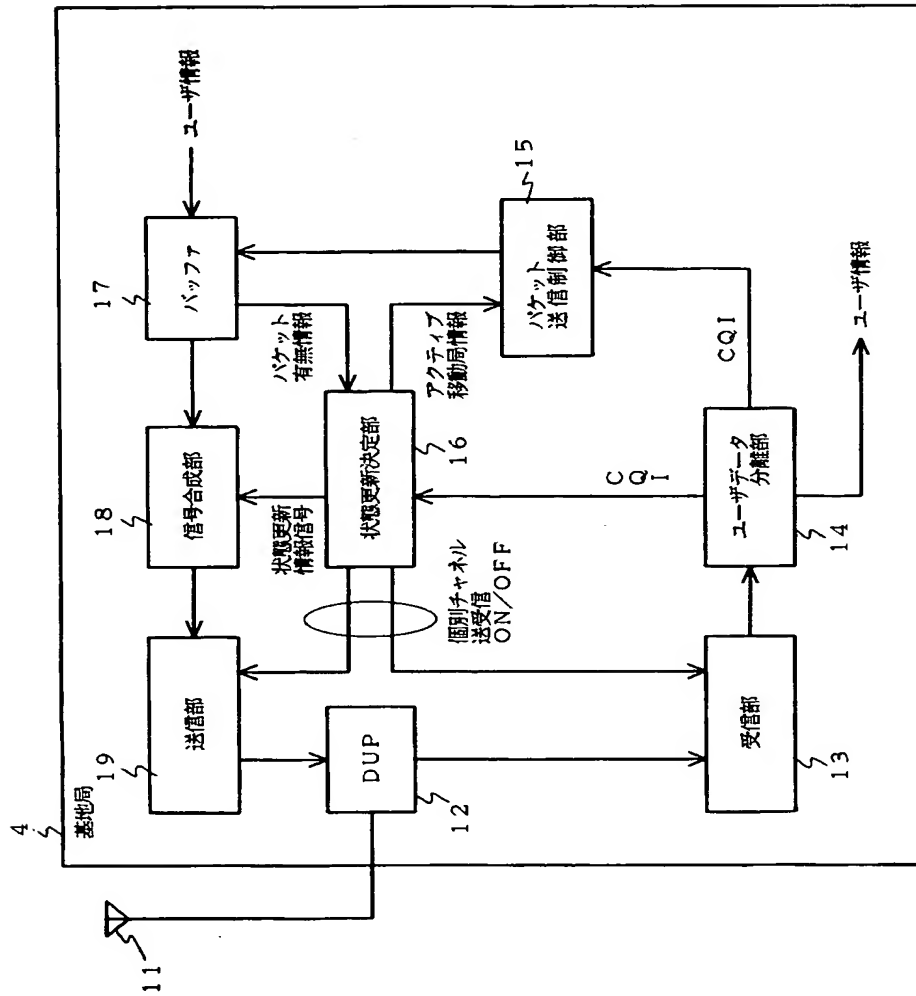 4
基地局
11
DUP
12
送信部
19
信号合成部
18
バッファ
17
ユーザ情報
状態更新
情報信号
パケット
有無情報
個別チャネル
送受信
ON/OFF
状態更新決定部
16
アクティブ
移動局情報
パケット
送信制御部
15
CQI
CQI
受信部
13
ユーザデータ
分離部
14
ユーザ情報